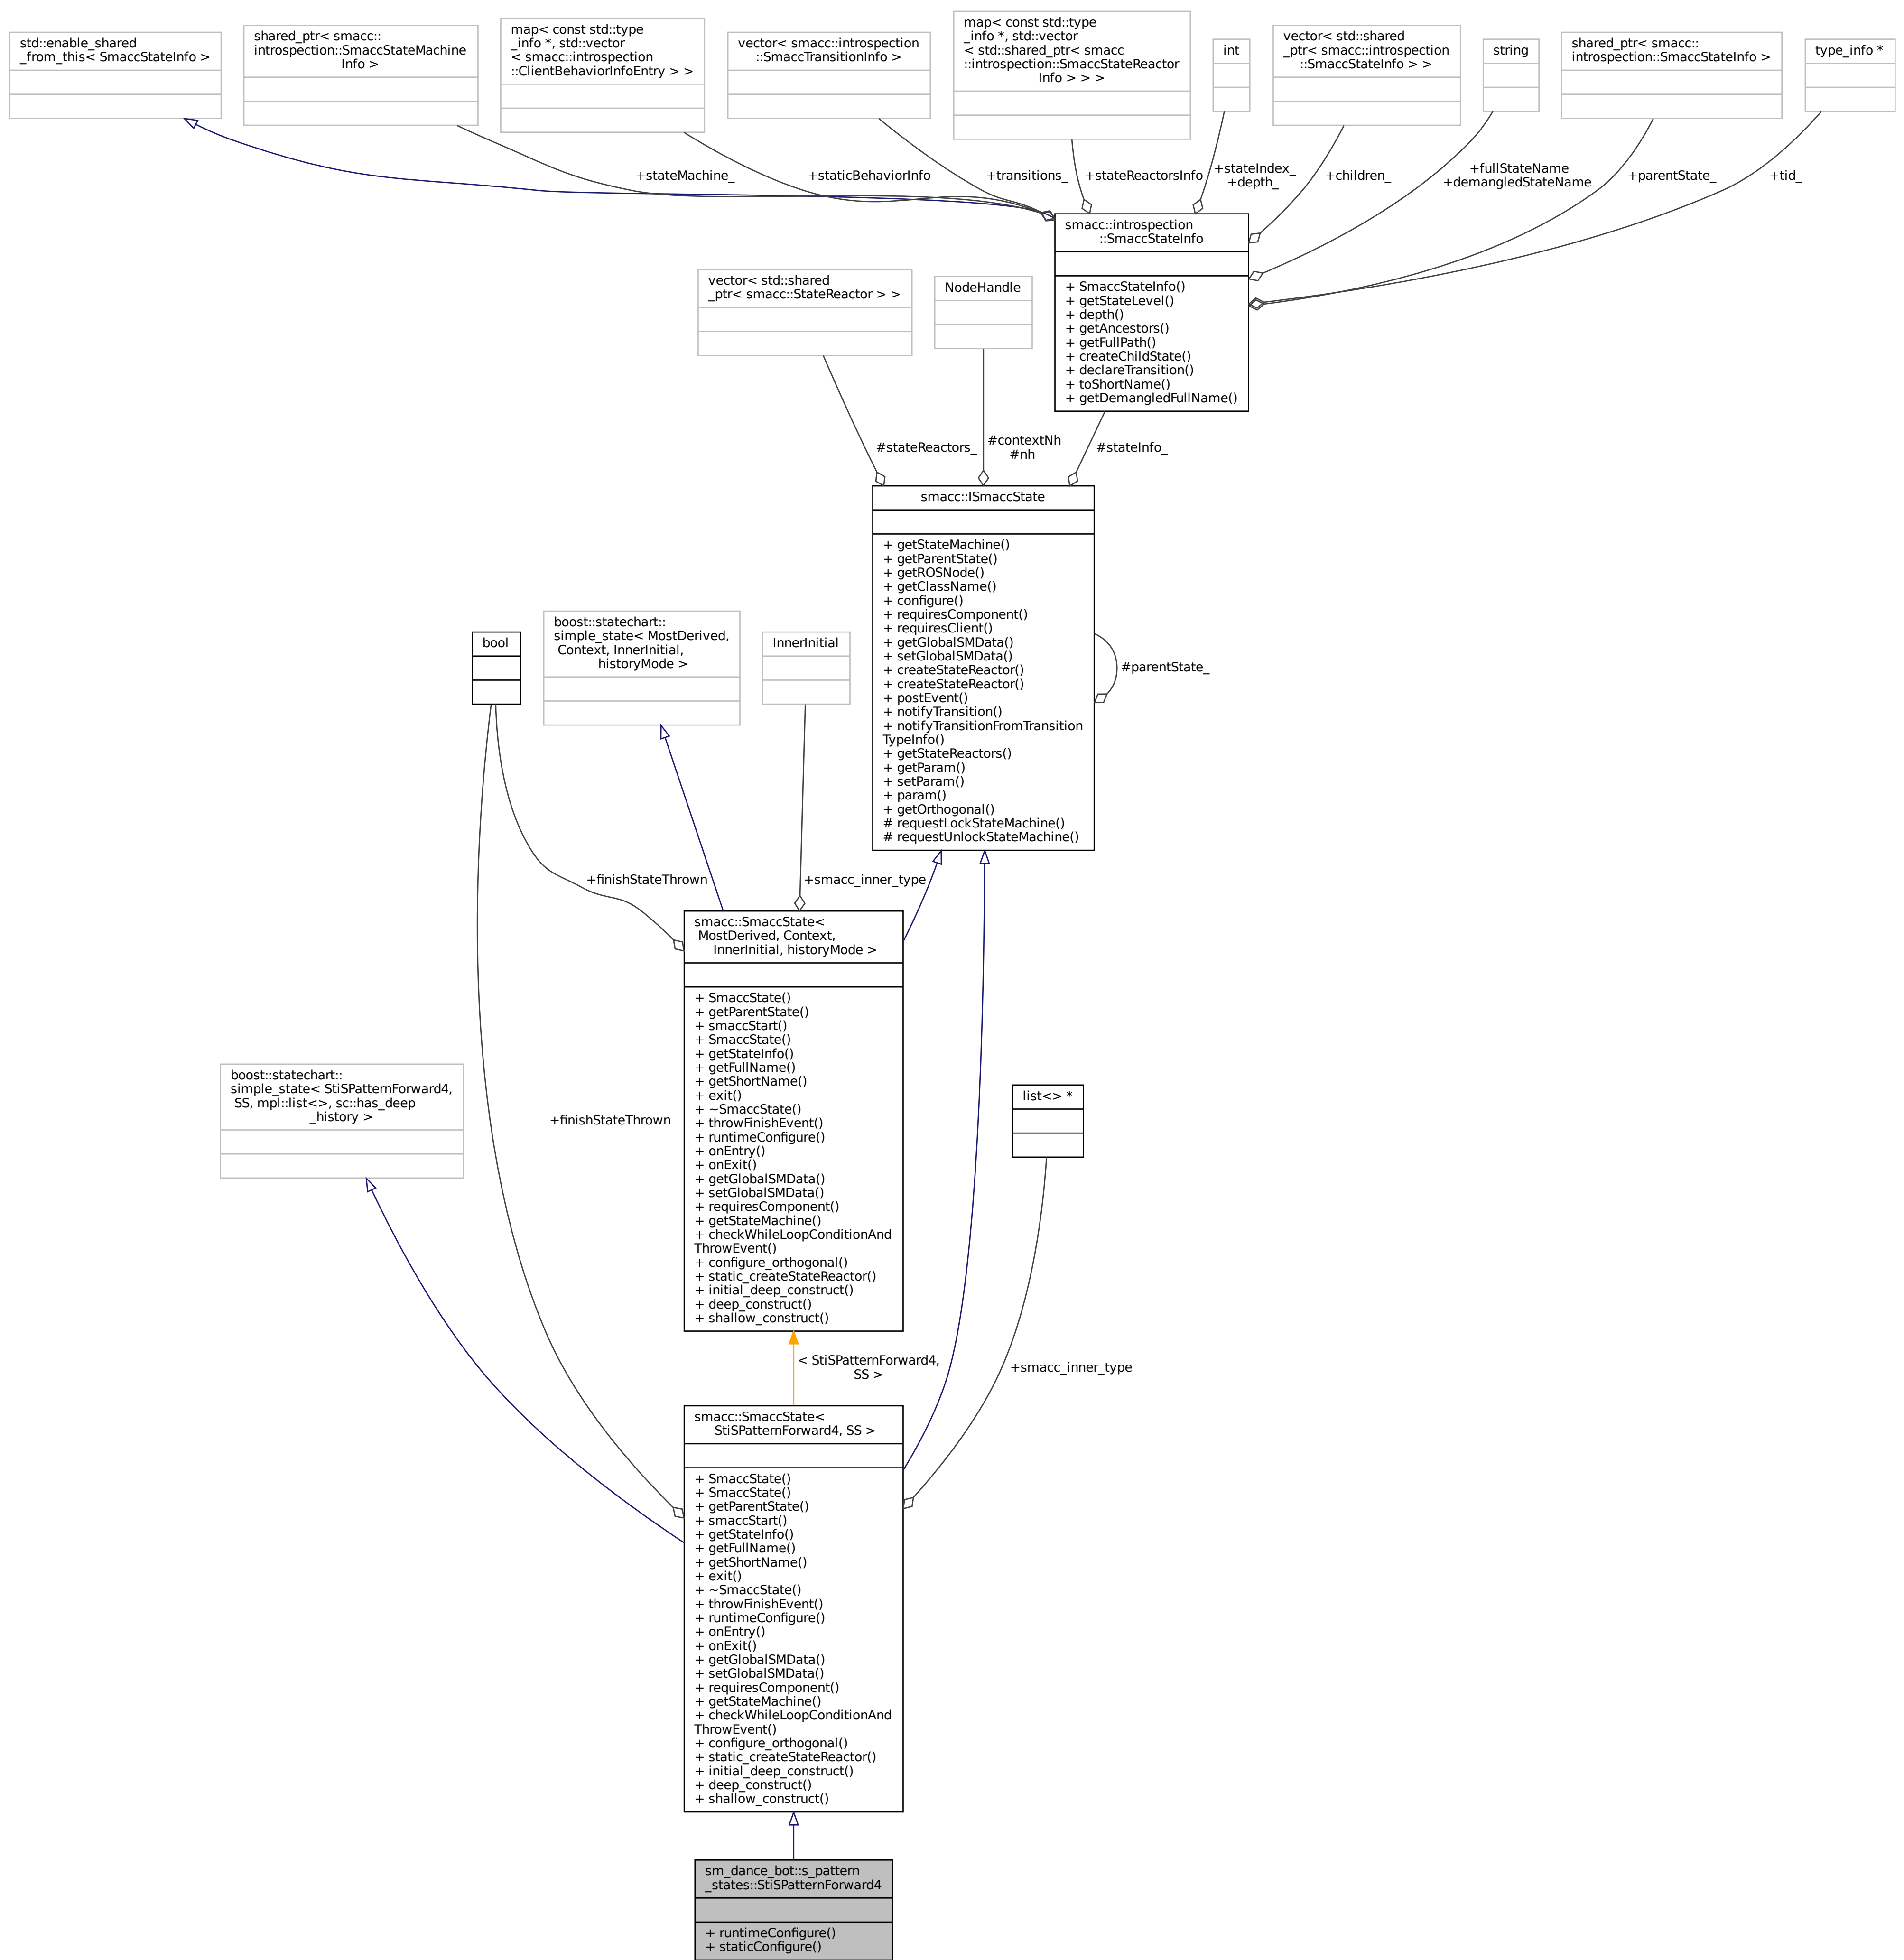 std::enable_shared
_from_this< SmaccStateInfo >
shared_ptr< smacc::
introspection::SmaccStateMachine
Info >
map< const std::type
_info *, std::vector
< smacc::introspection
::ClientBehaviorInfoEntry > >
vector< smacc::introspection
::SmaccTransitionInfo >
map< const std::type
_info *, std::vector
< std::shared_ptr< smacc
::introspection::SmaccStateReactor
Info > > >
int
vector< std::shared
_ptr< smacc::introspection
::SmaccStateInfo > >
string
shared_ptr< smacc::
introspection::SmaccStateInfo >
type_info *
+stateMachine_
+staticBehaviorInfo
+transitions_
+stateReactorsInfo
+stateIndex_
+depth_
+children_
+fullStateName
+demangledStateName
+parentState_
+tid_
smacc::introspection
::SmaccStateInfo
+ SmaccStateInfo()
+ getStateLevel()
+ depth()
+ getAncestors()
+ getFullPath()
+ createChildState()
+ declareTransition()
+ toShortName()
+ getDemangledFullName()
vector< std::shared
_ptr< smacc::StateReactor > >
NodeHandle
#stateReactors_
#contextNh
#nh
#stateInfo_
smacc::ISmaccState
+ getStateMachine()
+ getParentState()
+ getROSNode()
+ getClassName()
+ configure()
+ requiresComponent()
+ requiresClient()
+ getGlobalSMData()
+ setGlobalSMData()
+ createStateReactor()
+ createStateReactor()
+ postEvent()
+ notifyTransition()
+ notifyTransitionFromTransition
TypeInfo()
+ getStateReactors()
+ getParam()
+ setParam()
+ param()
+ getOrthogonal()
# requestLockStateMachine()
# requestUnlockStateMachine()
#parentState_
bool
boost::statechart::
simple_state< MostDerived,
Context, InnerInitial,
historyMode >
InnerInitial
+finishStateThrown
+smacc_inner_type
smacc::SmaccState<
MostDerived, Context,
InnerInitial, historyMode >
+ SmaccState()
+ getParentState()
+ smaccStart()
+ SmaccState()
+ getStateInfo()
+ getFullName()
+ getShortName()
+ exit()
+ ~SmaccState()
+ throwFinishEvent()
+ runtimeConfigure()
+ onEntry()
+ onExit()
+ getGlobalSMData()
+ setGlobalSMData()
+ requiresComponent()
+ getStateMachine()
+ checkWhileLoopConditionAnd
ThrowEvent()
+ configure_orthogonal()
+ static_createStateReactor()
+ initial_deep_construct()
+ deep_construct()
+ shallow_construct()
boost::statechart::
simple_state< StiSPatternForward4,
SS, mpl::list<>, sc::has_deep
_history >
+finishStateThrown
list<> *
< StiSPatternForward4,
SS >
+smacc_inner_type
smacc::SmaccState<
StiSPatternForward4, SS >
+ SmaccState()
+ SmaccState()
+ getParentState()
+ smaccStart()
+ getStateInfo()
+ getFullName()
+ getShortName()
+ exit()
+ ~SmaccState()
+ throwFinishEvent()
+ runtimeConfigure()
+ onEntry()
+ onExit()
+ getGlobalSMData()
+ setGlobalSMData()
+ requiresComponent()
+ getStateMachine()
+ checkWhileLoopConditionAnd
ThrowEvent()
+ configure_orthogonal()
+ static_createStateReactor()
+ initial_deep_construct()
+ deep_construct()
+ shallow_construct()
sm_dance_bot::s_pattern
_states::StiSPatternForward4
+ runtimeConfigure()
+ staticConfigure()